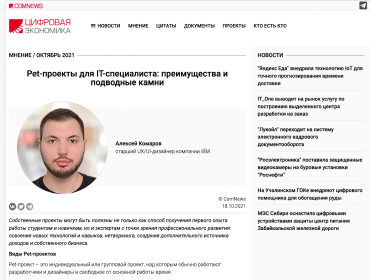 COMNEWS
ЦИФРОВАЯ
ЭКОНОМИКА
НОВОСТИ МНЕНИЕ ЦИТАТЫ ДОКУМЕНТЫ ПРОЕКТЫ КТО ЕСТЬ КТО
МНЕНИЕ / ОКТЯБРЬ 2021
Pet-проекты для IT-специалиста: преимущества и
подводные камни
Алексей Комаров
старший UX/UI-дизайнер компании IBM
© ComNews
18.10.2021
Собственные проекты могут быть полезны не только как способ получения первого опыта
работы студентам и новичкам, но и экспертам с точки зрения профессионального развития:
освоения новых технологий и навыков, нетворкинга, создания дополнительных источников
доходов и собственного бизнеса.
Виды Pet-проектов
Pet-проект – это индивидуальный или групповой проект, над которым обычно работают
разработчики и дизайнеры в свободное от основной работы время.
НОВОСТИ
"Яндекс Еда" внедрила технологию IoT для
точного прогнозирования времени
доставки
IT_One выводит на рынок услугу по
построению выделенного центра
разработки на заказ
"Лукойл" переходит на систему
электронного кадрового
документооборота
"Росэлектроника" поставила защищенные
видеокамеры на буровые установки
"Роснефти"
На Учалинском ГОКе внедряют цифрового
помощника для обогащения руды
МЭС Сибири оснастила цифровыми
устройствами защиты центр питания
Забайкальской железной дороги